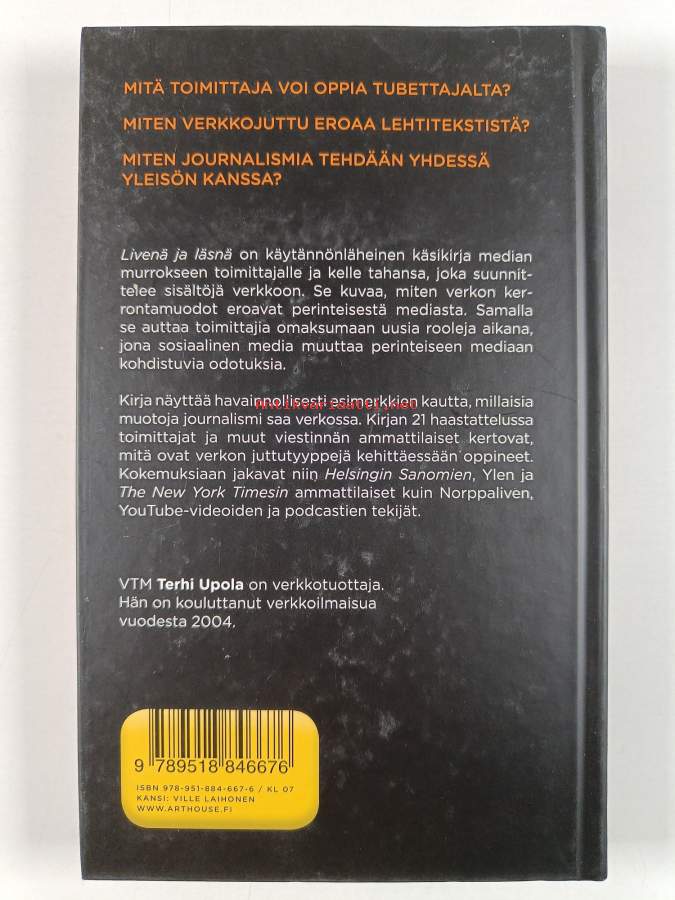 MITÄ TOIMITTAJA VOI OPPIA TUBETTAJALTA?
MITEN VERKKOJUTTU EROAA LEHTITEKSTISTÄ?
MITEN JOURNALISMIA TEHDÄÄN YHDESSÄ
YLEISÖN KANSSA?
Livenä ja läsnä on käytännönläheinen käsikirja median
murrokseen toimittajalle ja kelle tahansa, joka suunnit-
telee sisältöjä verkkoon. Se kuvaa, miten verkon ker-
rontamuodot eroavat perinteisestä mediasta. Samalla
se auttaa toimittajia omaksumaan uusia rooleja aikana,
jona sosiaalinen media muuttaa perinteiseen mediaan
kohdistuvia odotuksia.
Kirja näyttää havainnollisesti esimerkkien kautta, millaisia
Antikvariaatti.net
muotoja journalismi saa verkossa. Kirjan 21 haastattelussa
toimittajat ja muut viestinnän ammattilaiset kertovat,
mitä ovat verkon juttutyyppejä kehittäessään oppineet.
Kokemuksiaan jakavat niin Helsingin Sanomien, Ylen ja
The New York Timesin ammattilaiset kuin Norppaliven,
YouTube-videoiden ja podcastien tekijät.
VTM Terhi Upola on verkkotuottaja.
Hän on kouluttanut verkkoilmaisua
vuodesta 2004.
9 789518 846676
ISBN 978-951-884-667-6 / KL 07
KANSI: VILLE LAIHONEN
WWW.ARTHOUSE.FI